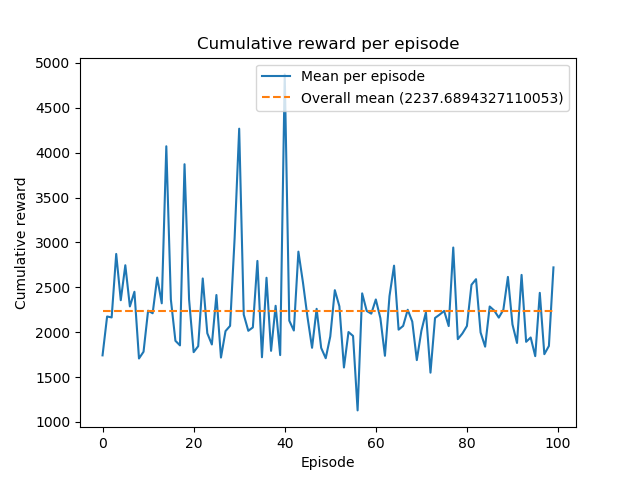 Cumulative reward per episode
Mean per episode
Overall mean (2237.6894327110053)
Cumulative reward
5000
4500
4000
3500
3000
2500
2000
1500
1000
0 20 40 60 80 100
Episode